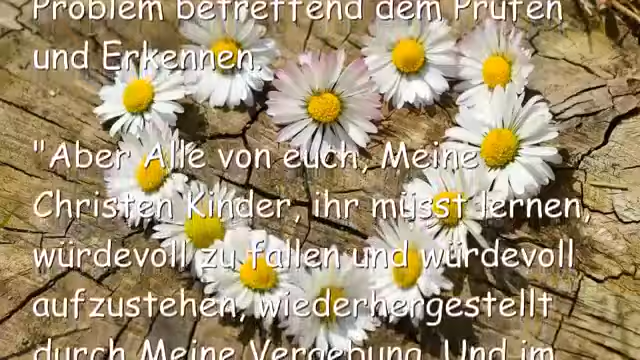 Problem betreffend dem Prüfen
und Erkennen.
"Aber Alle von euch, Meine
Christen Kinder, ihr müsst lernen,
würdevoll zu fallen und würdevoll
aufzustehen, wiederhergestellt
durch Meine Vergebung. Und im